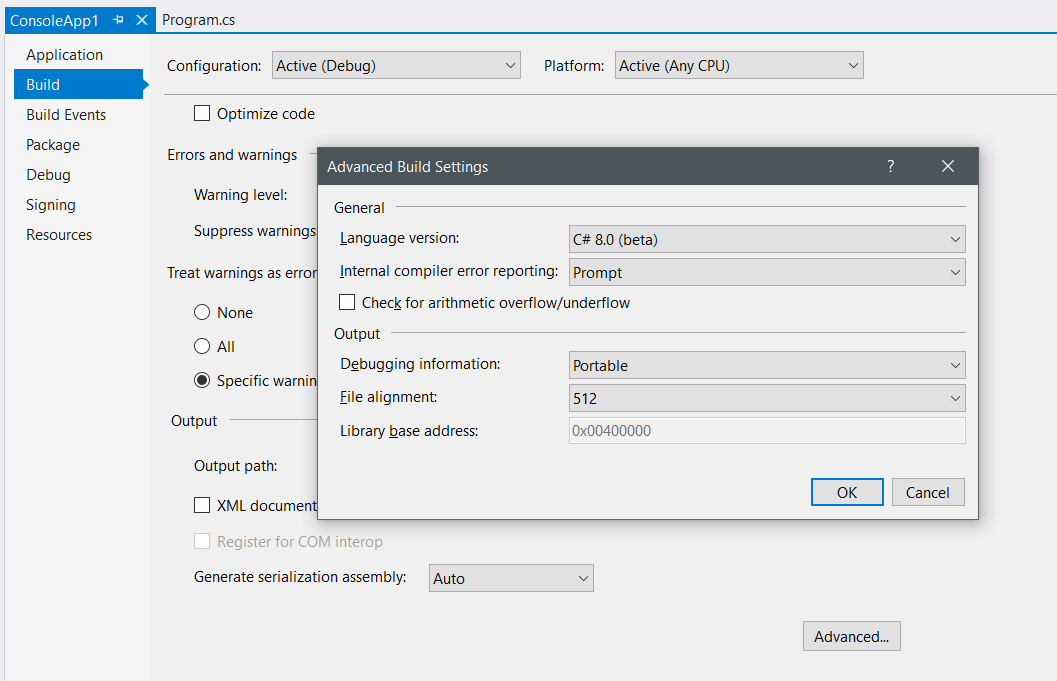 ConsoleApp1 Program.cs
Application
Build
Build Events
Package
Debug
Signing
Resources
Configuration: Active (Debug) Platform: Active (Any CPU)
Optimize code
Errors and warnings
Warning level:
Suppress warnings
Treat warnings as error
None
All
Specific warnin
Output
Output path:
XML document
Register for COM interop
Generate serialization assembly: Auto
Advanced...
Advanced Build Settings ?
General
Language version: C# 8.0 (beta)
Internal compiler error reporting: Prompt
Check for arithmetic overflow/underflow
Output
Debugging information: Portable
File alignment: 512
Library base address: 0x00400000
OK Cancel